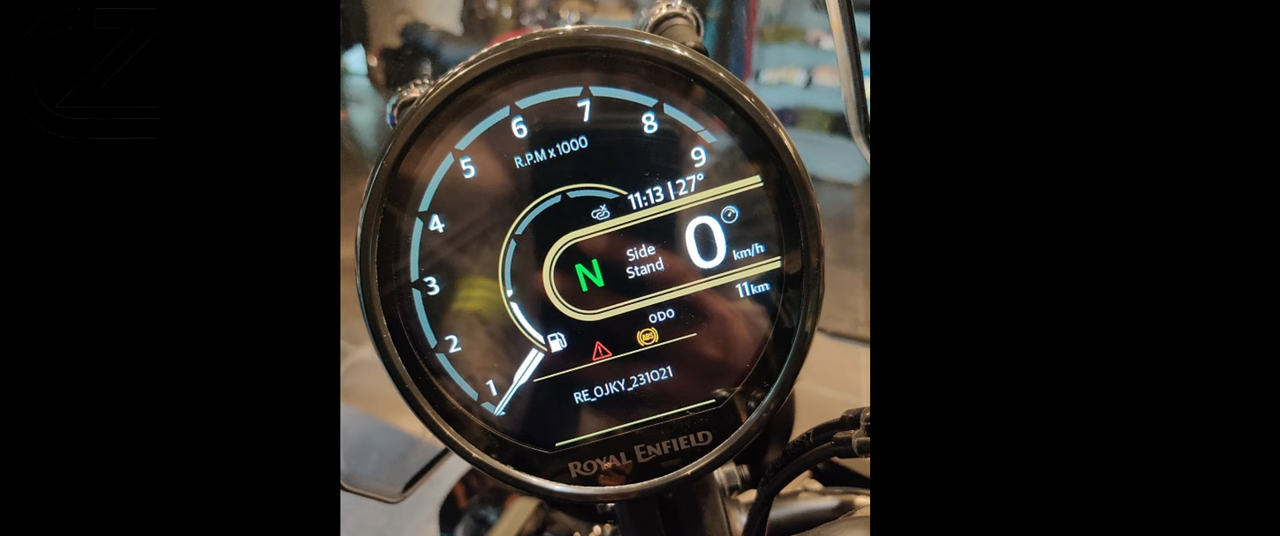 1
2
3
4
5
6
7
8
9
R.P.M x 1000
11:13 | 27°
N
Side
Stand
0
km/h
11km
ODO
ABS
RE_OJKY_231021
ROYAL ENFIELD